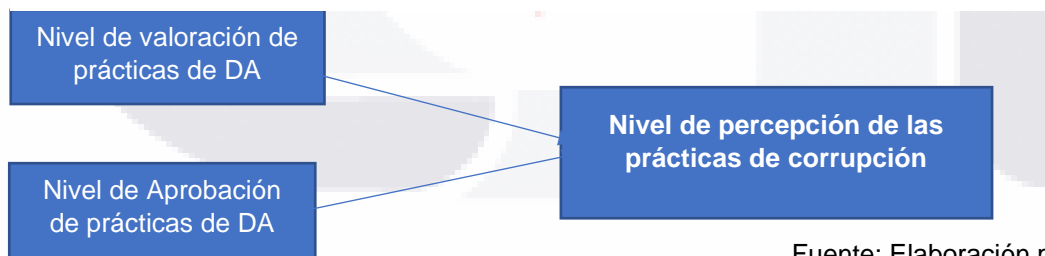 Nivel de valoración de
prácticas de DA
Nivel de percepción de las
prácticas de corrupción
Nivel de Aprobación
de prácticas de DA
Fuente: Elaboración